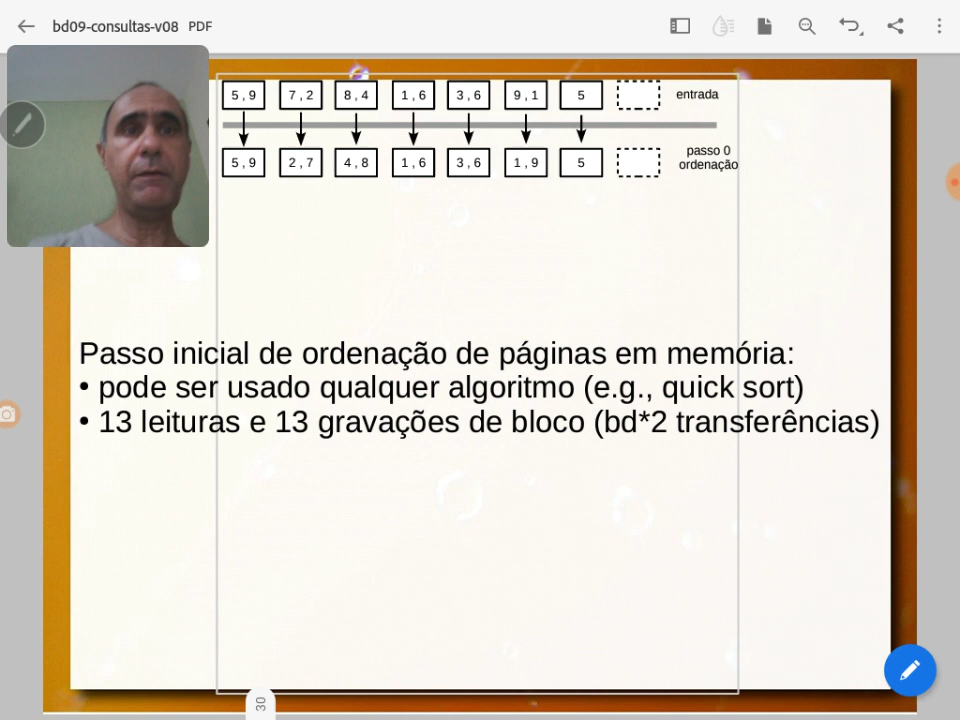 bd09-consultas-v08 PDF
5 , 9 7 , 2 8 , 4 1 , 6 3 , 6 9 , 1 5 entrada
5 , 9 2 , 7 4 , 8 1 , 6 3 , 6 1 , 9 5 passo 0
ordenação
Passo inicial de ordenação de páginas em memória:
• pode ser usado qualquer algoritmo (e.g., quick sort)
• 13 leituras e 13 gravações de bloco (bd*2 transferências)
30